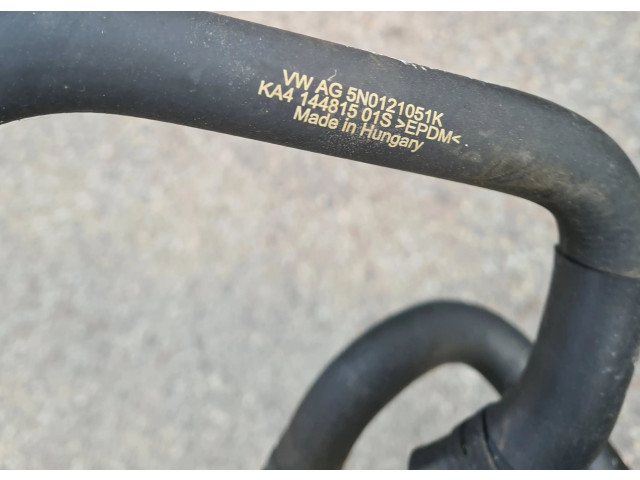 VW AG 5N0121051K
KA4 144815 01S >EPDM<
Made in Hungary